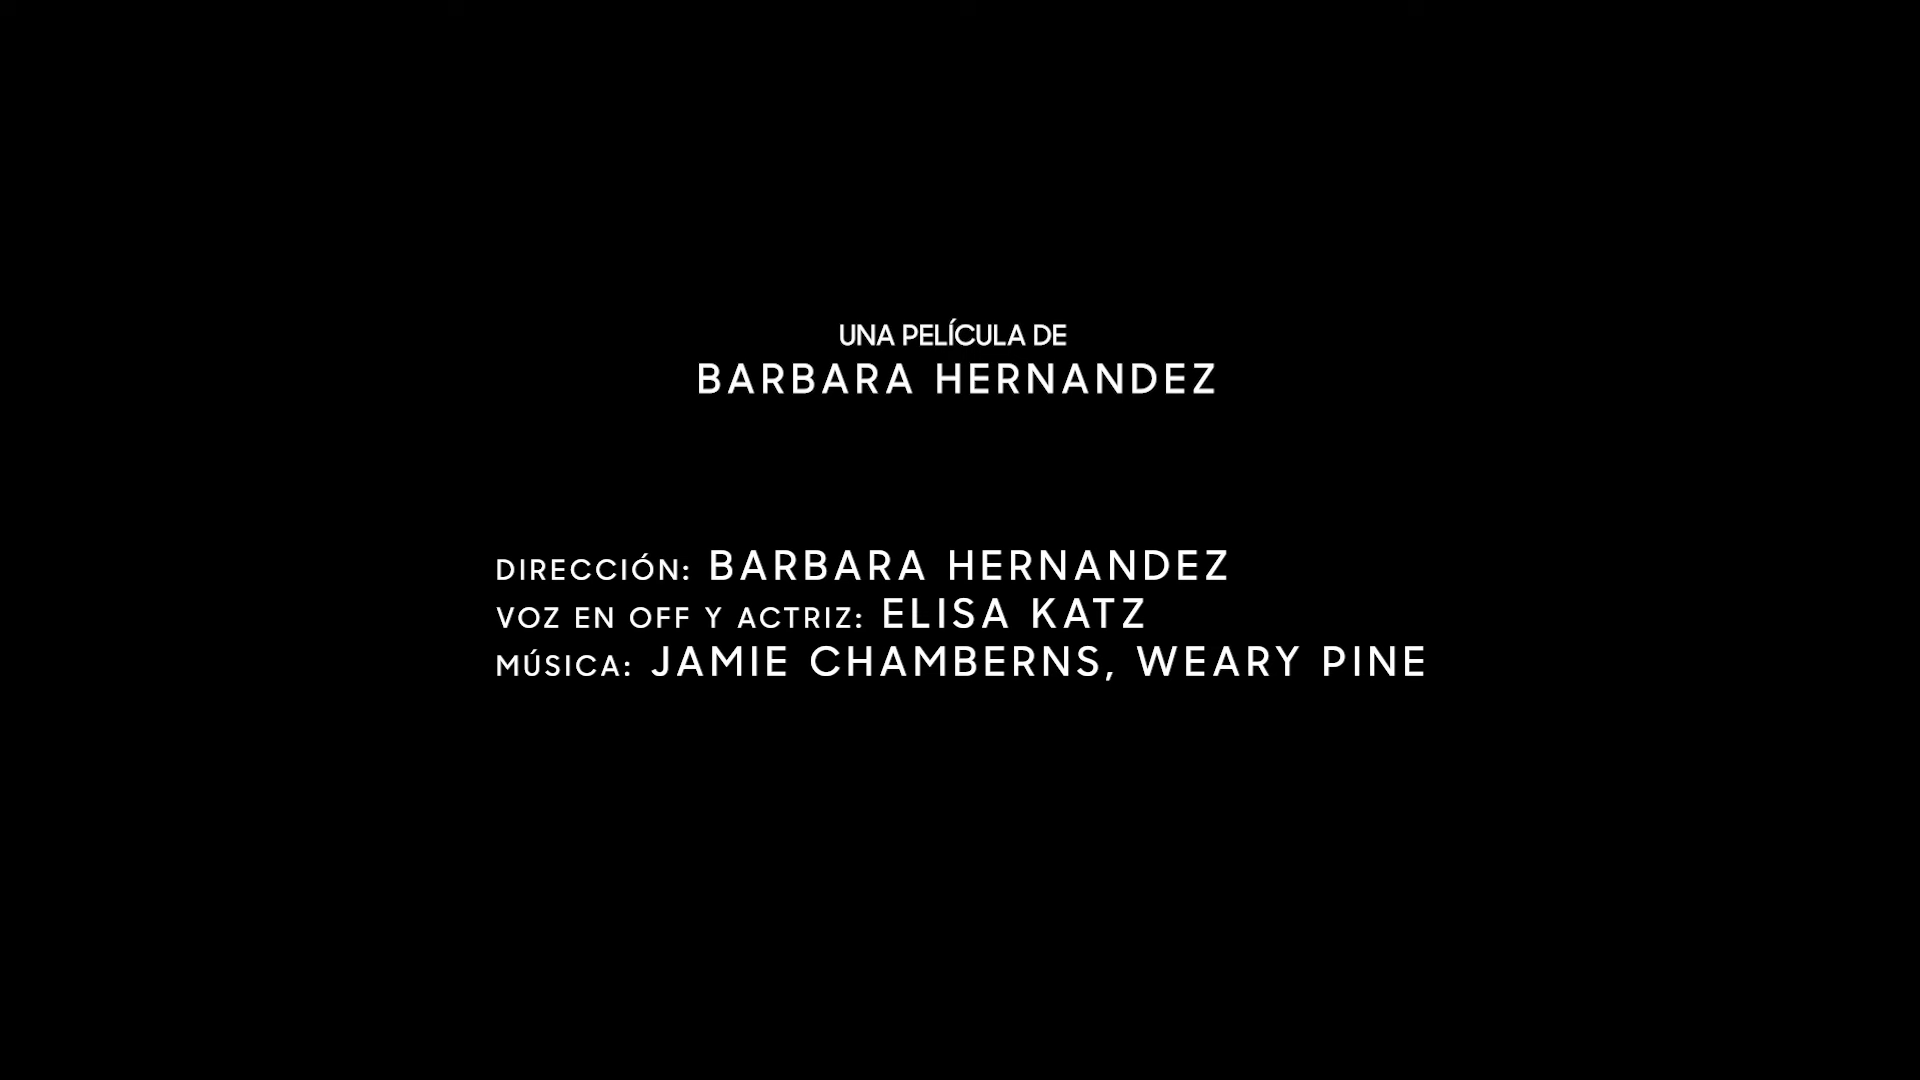 UNA PELÍCULA DE
BARBARA HERNANDEZ
DIRECCIÓN: BARBARA HERNANDEZ
VOZ EN OFF Y ACTRIZ: ELISA KATZ
MÚSICA: JAMIE CHAMBERNS, WEARY PINE